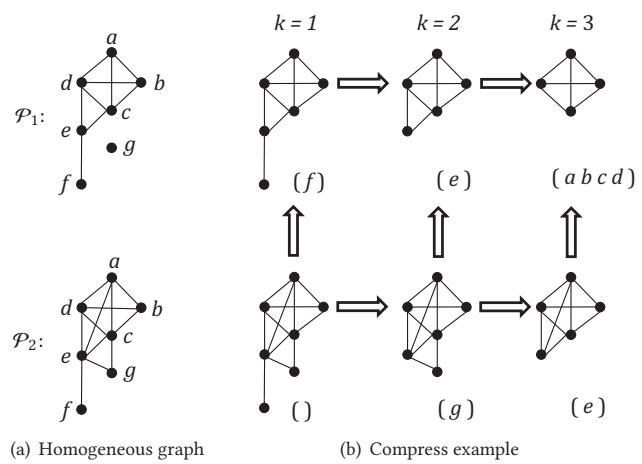 k = 1 k = 2 k = 3
a
d b
𝒫₁: c
e g
f (f) (e) (a b c d)
a
d b
𝒫₂: c
e g
f () (g) (e)
(a) Homogeneous graph (b) Compress example